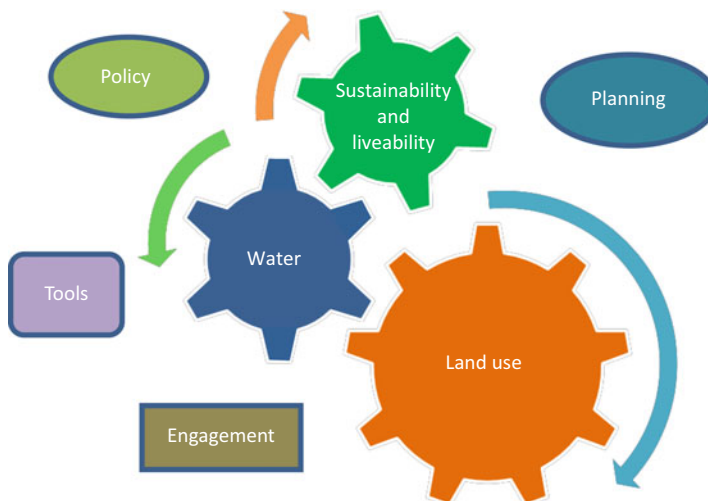 Policy
Sustainability
and
liveability
Planning
Water
Tools
Land use
Engagement